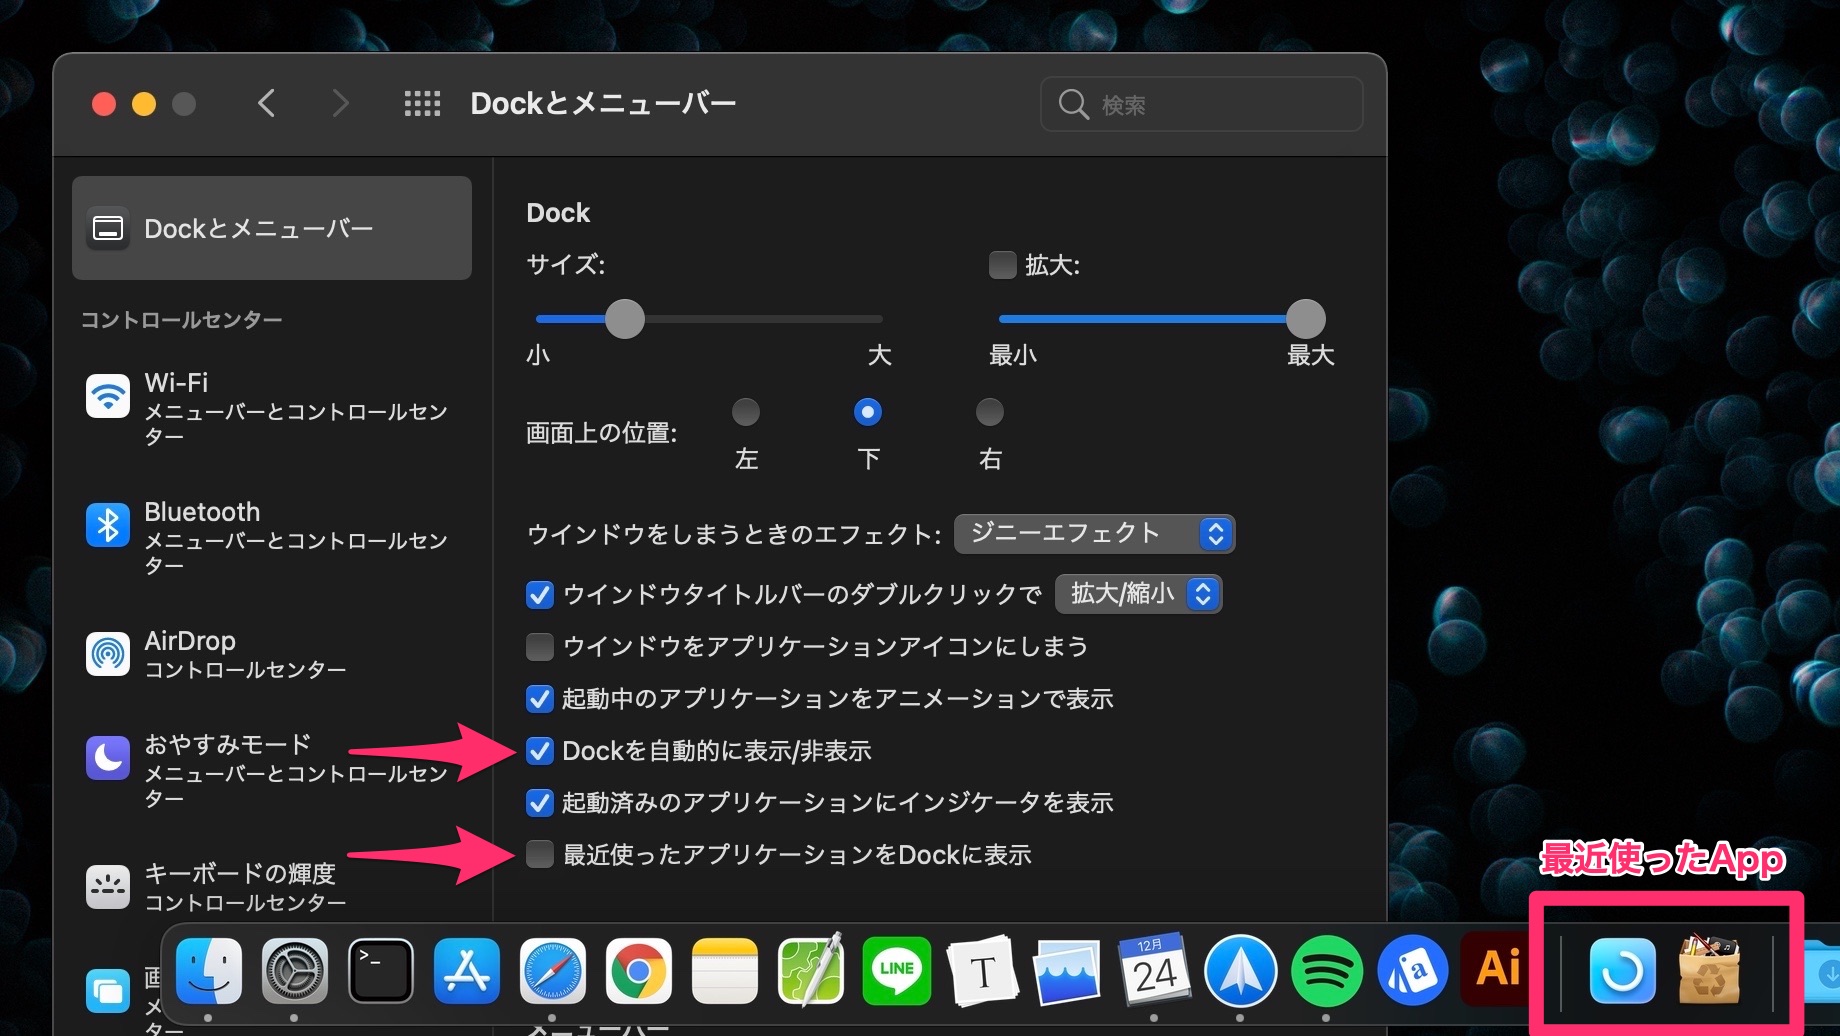 Dockとメニューバー
検索
Dockとメニューバー
コントロールセンター
Wi-Fi
メニューバーとコントロールセン
ター
Bluetooth
メニューバーとコントロールセン
ター
AirDrop
コントロールセンター
おやすみモード
メニューバーとコントロールセン
ター
キーボードの輝度
コントロールセンター
Dock
サイズ:
拡大:
小
大
最小
最大
画面上の位置:
左
下
右
ウインドウをしまうときのエフェクト:
ジニーエフェクト
ウインドウタイトルバーのダブルクリックで
拡大/縮小
ウインドウをアプリケーションアイコンにしまう
起動中のアプリケーションをアニメーションで表示
Dockを自動的に表示/非表示
起動済みのアプリケーションにインジケータを表示
最近使ったアプリケーションをDockに表示
最近使ったApp
>_
LINE
T
12月
24
a
Ai
メニューバー